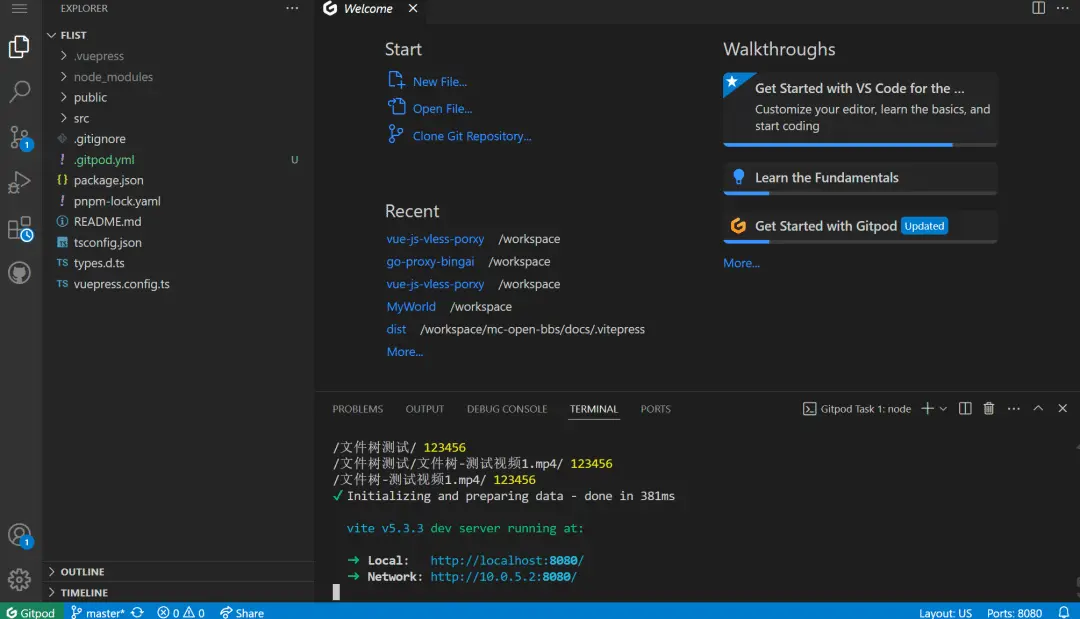 EXPLORER
FLIST
.vuepress
node_modules
public
src
.gitignore
.gitpod.yml U
package.json
pnpm-lock.yaml
README.md
tsconfig.json
TS types.d.ts
TS vuepress.config.ts
OUTLINE
TIMELINE
1
1
Welcome
Start
New File...
Open File...
Clone Git Repository...
Recent
vue-js-vless-porxy /workspace
go-proxy-bingai /workspace
vue-js-vless-porxy /workspace
MyWorld /workspace
dist /workspace/mc-open-bbs/docs/.vitepress
More...
Walkthroughs
Get Started with VS Code for the ...
Customize your editor, learn the basics, and
start coding
Learn the Fundamentals
Get Started with Gitpod Updated
More...
PROBLEMS OUTPUT DEBUG CONSOLE TERMINAL PORTS Gitpod Task 1: node
/文件树测试/ 123456
/文件树测试/文件树-测试视频1.mp4/ 123456
/文件树-测试视频1.mp4/ 123456
✓ Initializing and preparing data - done in 381ms
vite v5.3.3 dev server running at:
➜ Local: http://localhost:8080/
➜ Network: http://10.0.5.2:8080/
Gitpod master* 0 0 Share Layout: US Ports: 8080